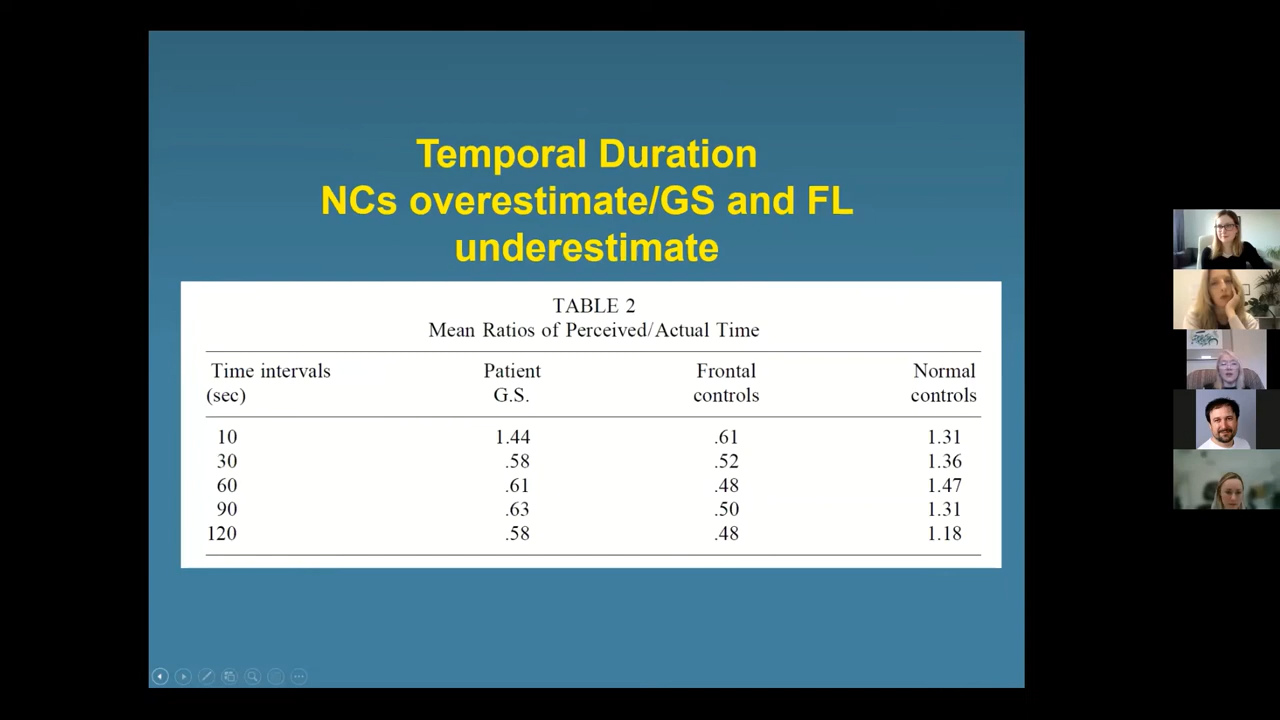 Temporal Duration
NCs overestimate/GS and FL
underestimate
TABLE 2
Mean Ratios of Perceived/Actual Time
Time intervals Patient Frontal Normal
(sec) G.S. controls controls
10 1.44 .61 1.31
30 .58 .52 1.36
60 .61 .48 1.47
90 .63 .50 1.31
120 .58 .48 1.18